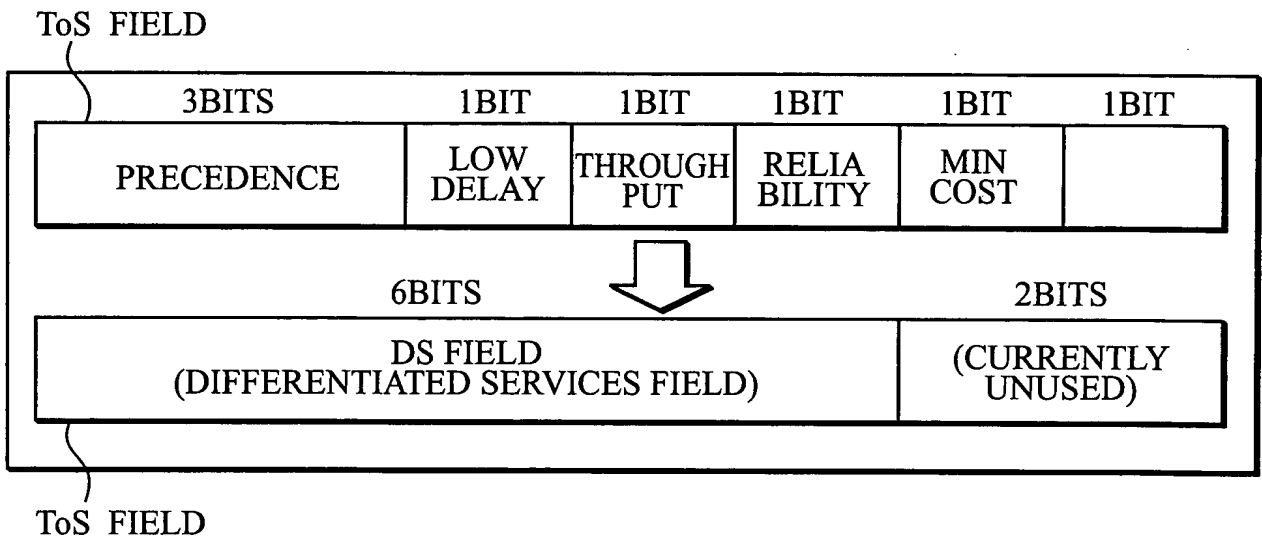 ToS FIELD
3BITS 1BIT 1BIT 1BIT 1BIT 1BIT
PRECEDENCE
LOW
DELAY
THROUGH
PUT
RELIA
BILITY
MIN
COST
6BITS 2BITS
DS FIELD
(DIFFERENTIATED SERVICES FIELD)
(CURRENTLY
UNUSED)
ToS FIELD